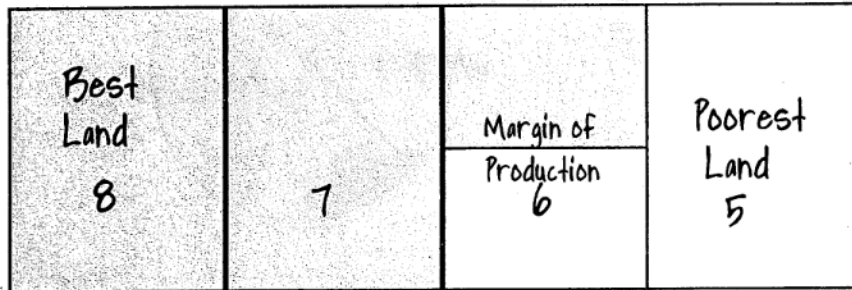 Best
Land
8
7
Margin of
Production
6
Poorest
Land
5